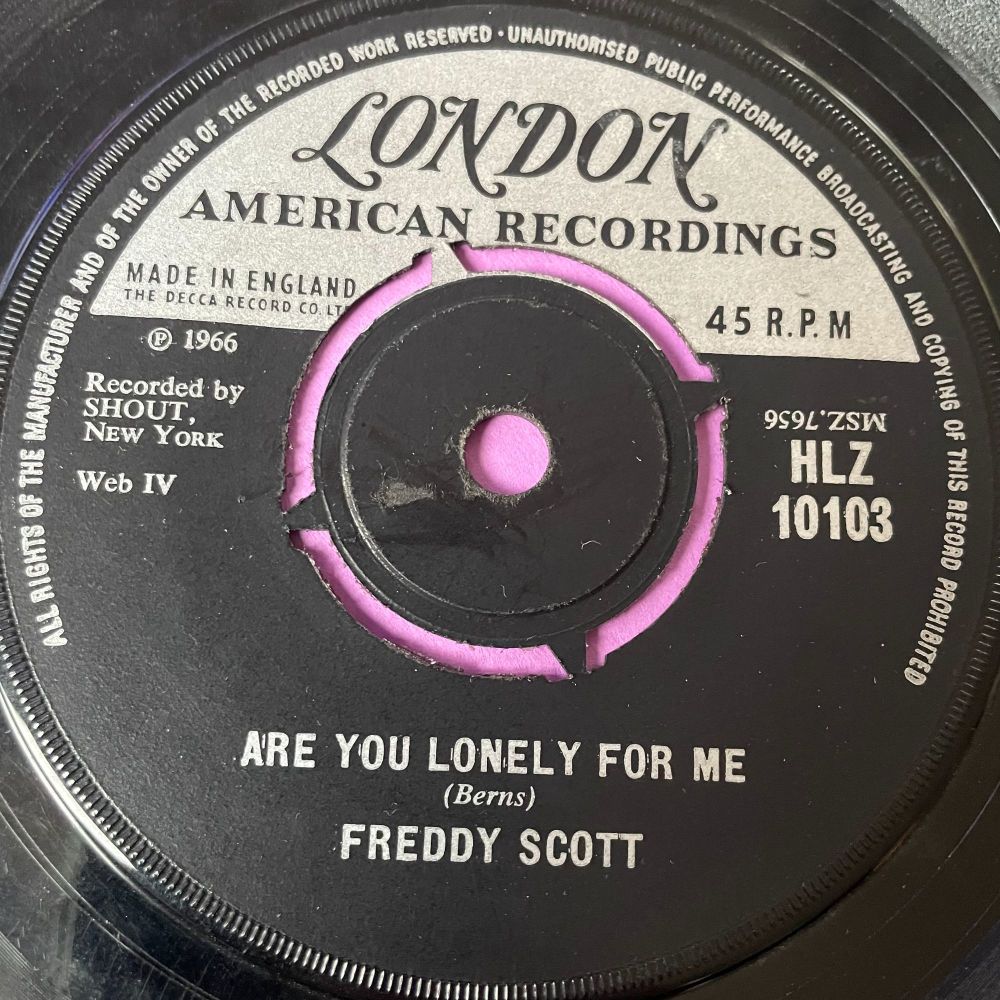 ALL RIGHTS OF THE MANUFACTURER AND OF THE OWNER OF THE RECORDED WORK RESERVED · UNAUTHORISED PUBLIC PERFORMANCE BROADCASTING AND COPYING OF THIS RECORD PROHIBITED
LONDON
AMERICAN RECORDINGS
MADE IN ENGLAND
THE DECCA RECORD CO. LT
45 R.P.M
℗ 1966
Recorded by
SHOUT,
NEW YORK
Web IV
MSZ.7656
HLZ
10103
ARE YOU LONELY FOR ME
(Berns)
FREDDY SCOTT